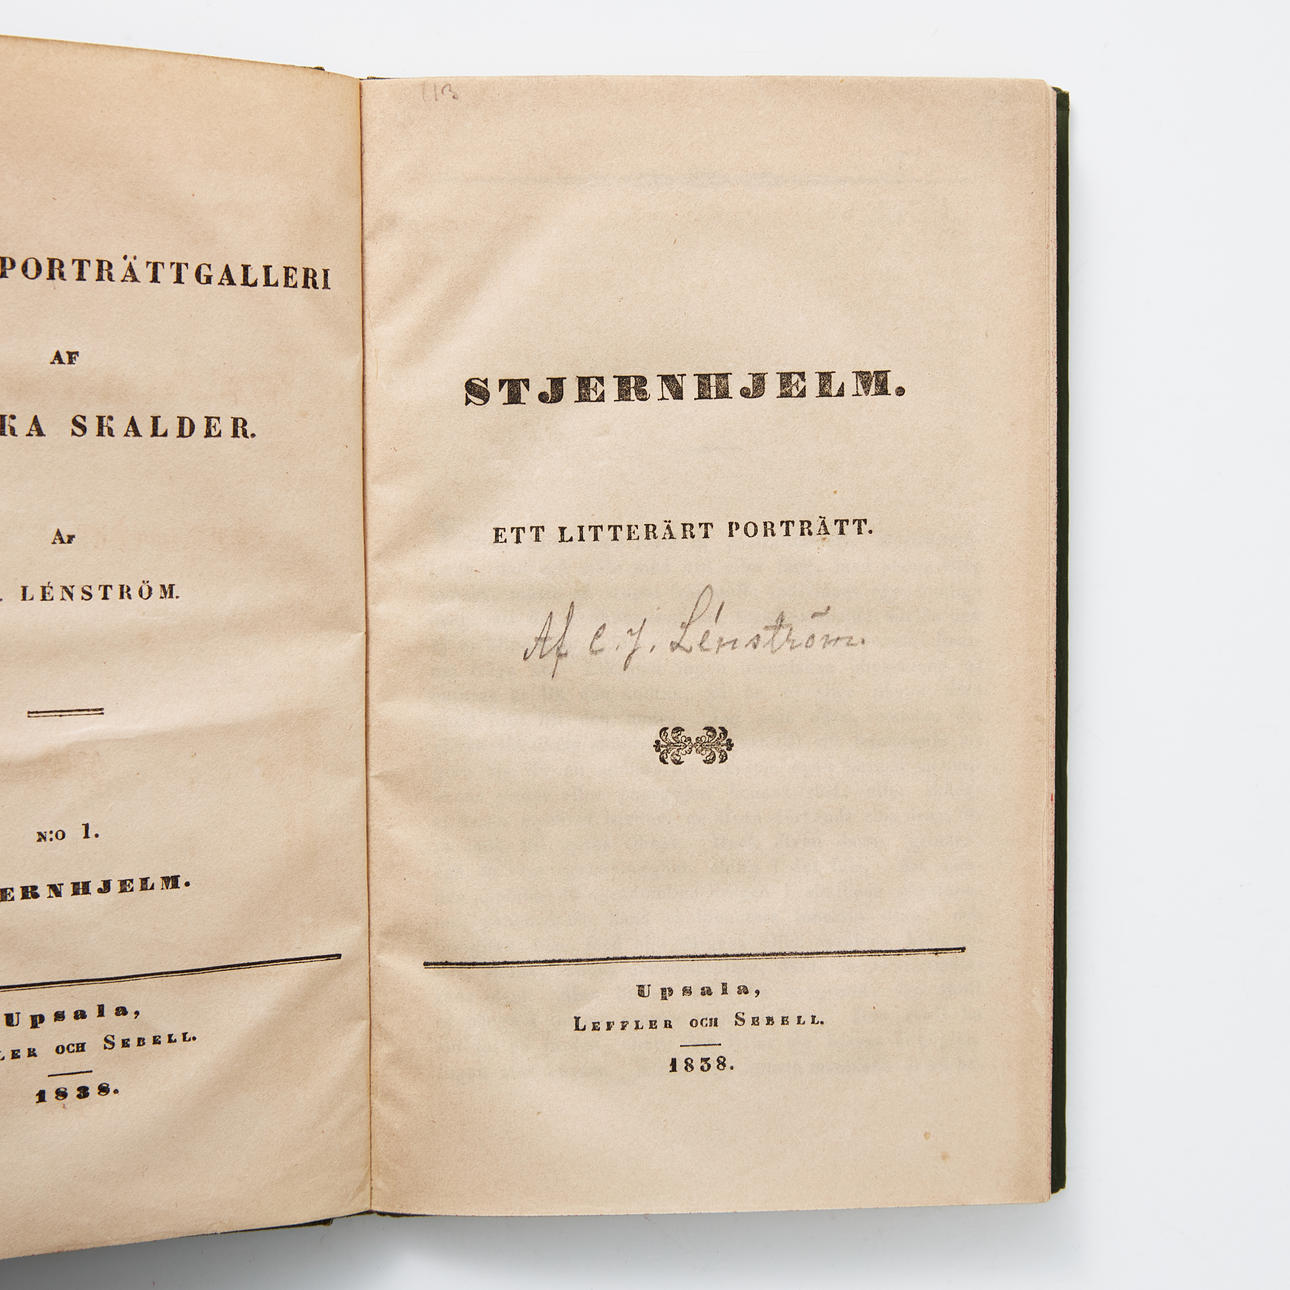 PORTRÄTTGALLERI
AF
KA SKALDER.
AF
. LÉNSTRÖM.
N:O 1.
ERNHJELM.
Upsala,
LER OCH SEBELL.
1838.
113
STJERNHJELM.
ETT LITTERÄRT PORTRÄTT.
Af C. J. Lénström.
Upsala,
LEFFLER OCH SEBELL.
1838.